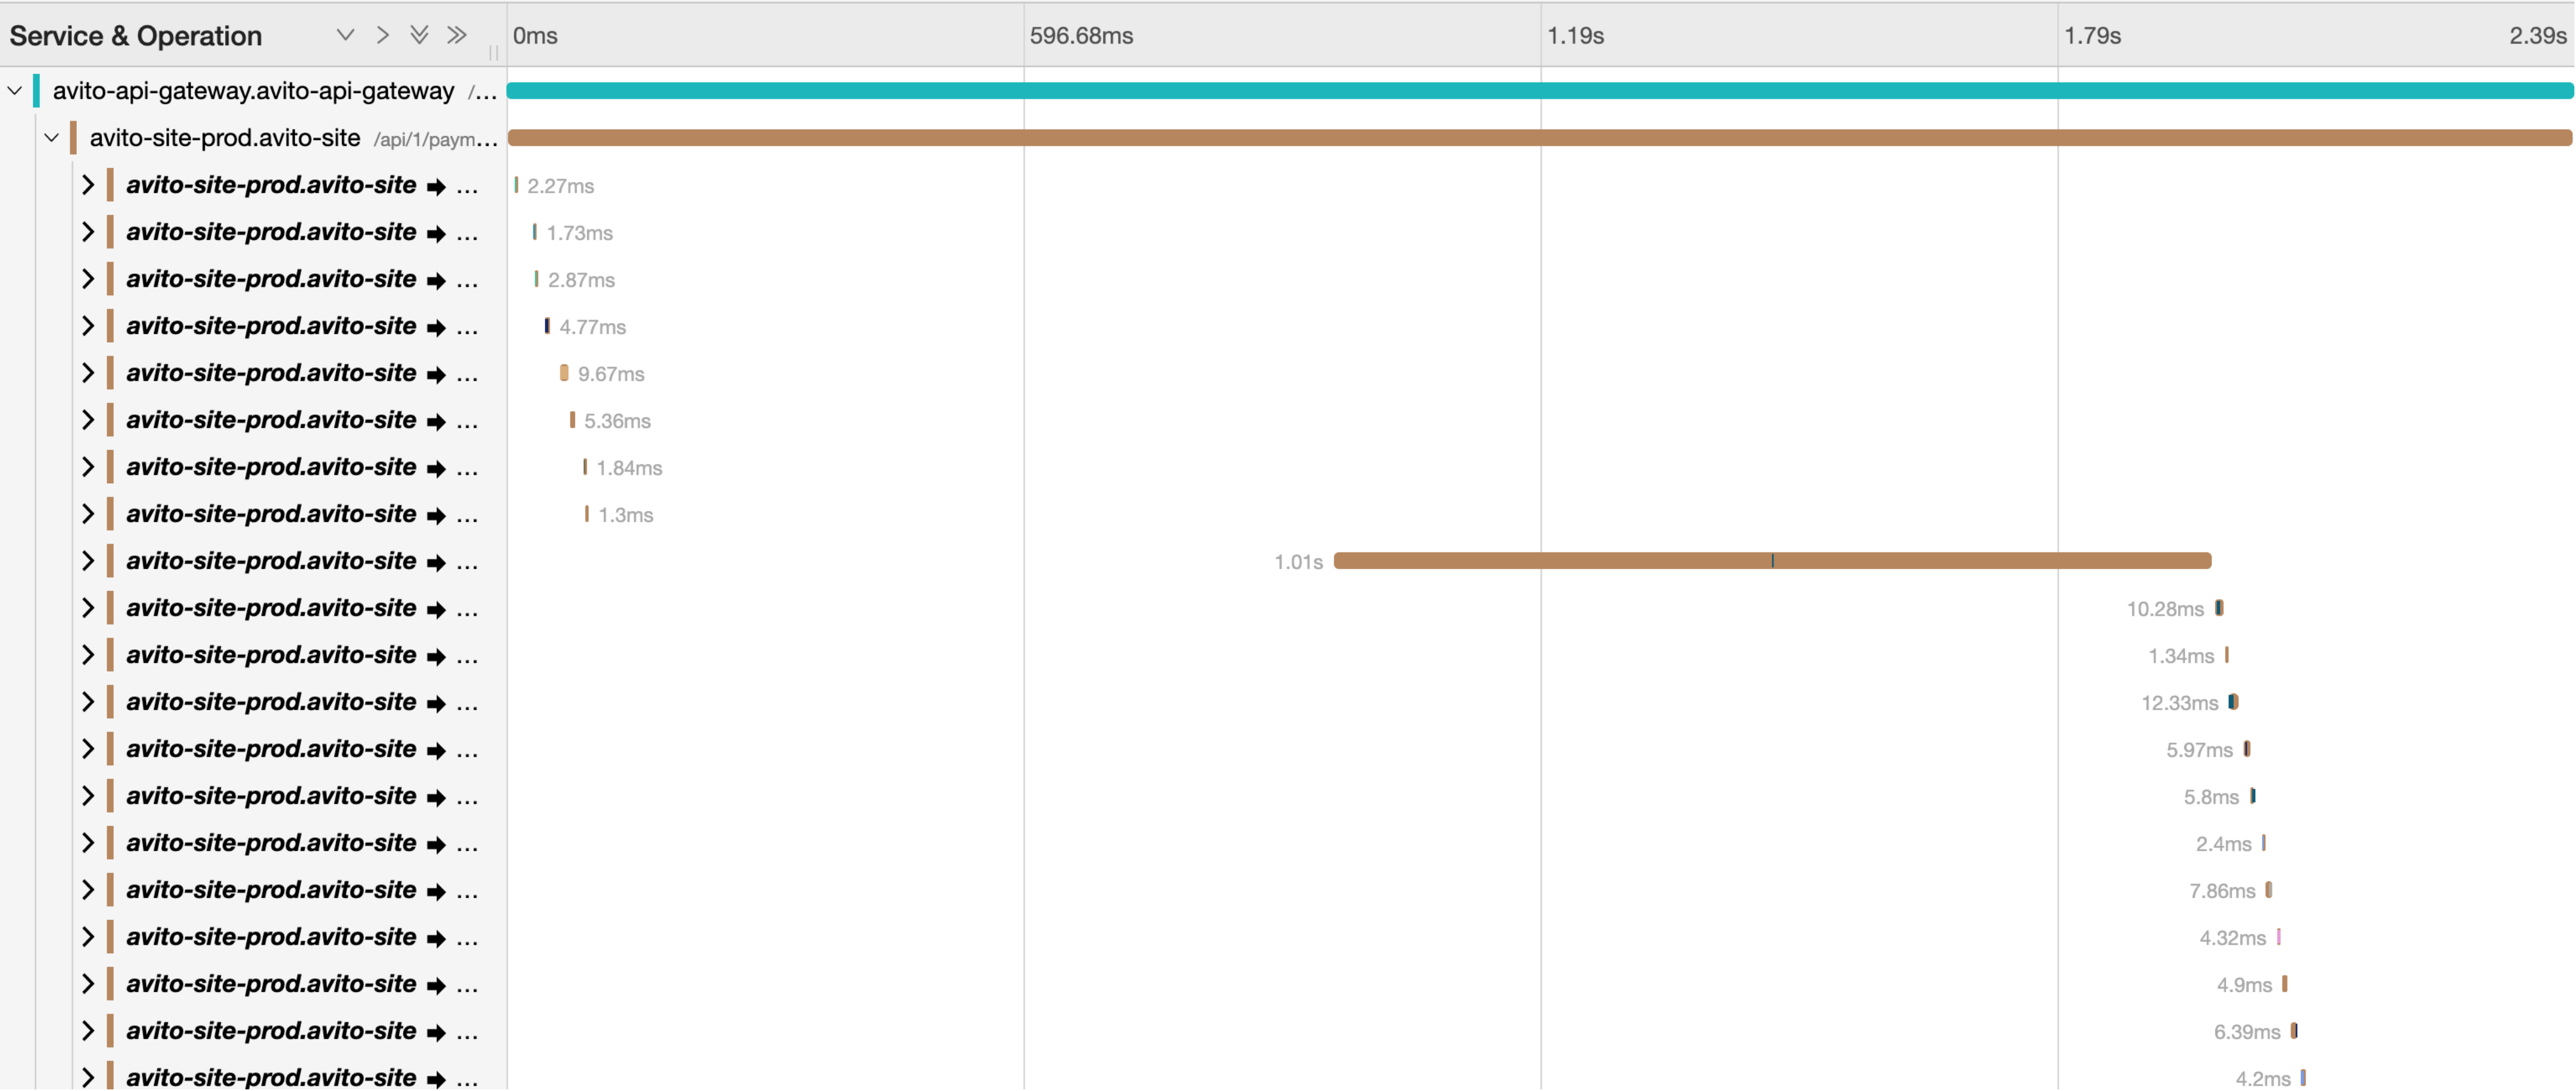 Service & Operation 0ms 596.68ms 1.19s 1.79s 2.39s
avito-api-gateway.avito-api-gateway /...
avito-site-prod.avito-site /api/1/paym...
avito-site-prod.avito-site ➡ ... 2.27ms
avito-site-prod.avito-site ➡ ... 1.73ms
avito-site-prod.avito-site ➡ ... 2.87ms
avito-site-prod.avito-site ➡ ... 4.77ms
avito-site-prod.avito-site ➡ ... 9.67ms
avito-site-prod.avito-site ➡ ... 5.36ms
avito-site-prod.avito-site ➡ ... 1.84ms
avito-site-prod.avito-site ➡ ... 1.3ms
avito-site-prod.avito-site ➡ ... 1.01s
avito-site-prod.avito-site ➡ ... 10.28ms
avito-site-prod.avito-site ➡ ... 1.34ms
avito-site-prod.avito-site ➡ ... 12.33ms
avito-site-prod.avito-site ➡ ... 5.97ms
avito-site-prod.avito-site ➡ ... 5.8ms
avito-site-prod.avito-site ➡ ... 2.4ms
avito-site-prod.avito-site ➡ ... 7.86ms
avito-site-prod.avito-site ➡ ... 4.32ms
avito-site-prod.avito-site ➡ ... 4.9ms
avito-site-prod.avito-site ➡ ... 6.39ms
avito-site-prod.avito-site ➡ ... 4.2ms